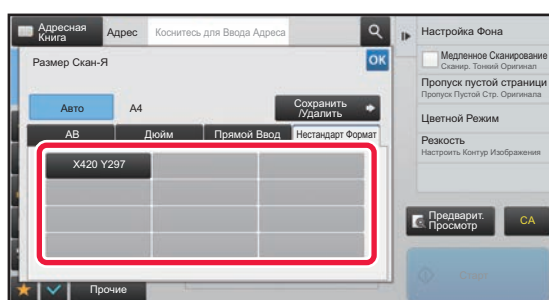 Адресная
Книга
Адрес
Коснитесь для Ввода Адреса
Настройка Фона
Размер Скан-Я
OK
Медленное Сканирование
Сканир. Тонкий Оригинал
Пропуск пустой страници
Пропуск Пустой Стр. Оригинала
Авто
A4
Сохранить
/Удалить
Цветной Режим
AB
Дюйм
Прямой Ввод
Нестандарт Формат
Резкость
Настроить Контур Изображения
X420 Y297
Предварит.
Просмотр
CA
Старт
Прочие